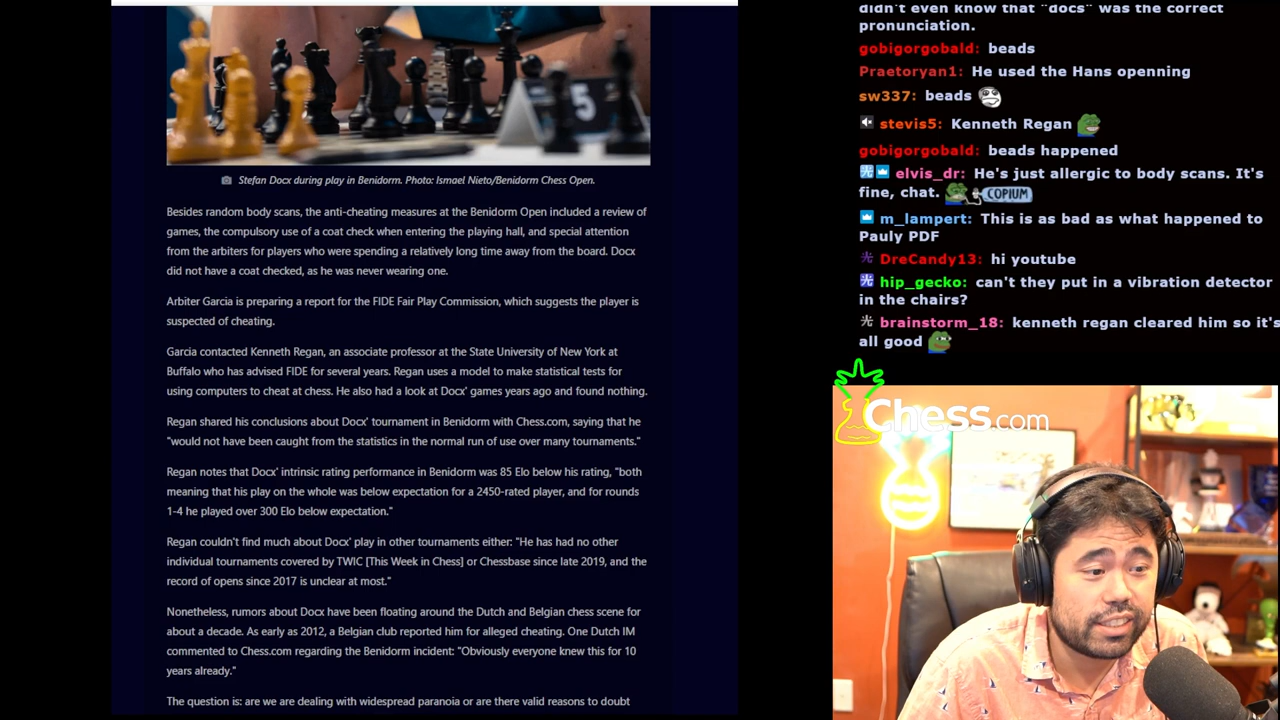 5
Stefan Docx during play in Benidorm. Photo: Ismael Nieto/Benidorm Chess Open.
Besides random body scans, the anti-cheating measures at the Benidorm Open included a review of
games, the compulsory use of a coat check when entering the playing hall, and special attention
from the arbiters for players who were spending a relatively long time away from the board. Docx
did not have a coat checked, as he was never wearing one.
Arbiter Garcia is preparing a report for the FIDE Fair Play Commission, which suggests the player is
suspected of cheating.
Garcia contacted Kenneth Regan, an associate professor at the State University of New York at
Buffalo who has advised FIDE for several years. Regan uses a model to make statistical tests for
using computers to cheat at chess. He also had a look at Docx' games years ago and found nothing.
Regan shared his conclusions about Docx' tournament in Benidorm with Chess.com, saying that he
"would not have been caught from the statistics in the normal run of use over many tournaments."
Regan notes that Docx' intrinsic rating performance in Benidorm was 85 Elo below his rating, "both
meaning that his play on the whole was below expectation for a 2450-rated player, and for rounds
1-4 he played over 300 Elo below expectation."
Regan couldn't find much about Docx' play in other tournaments either: "He has had no other
individual tournaments covered by TWIC [This Week in Chess] or Chessbase since late 2019, and the
record of opens since 2017 is unclear at most."
Nonetheless, rumors about Docx have been floating around the Dutch and Belgian chess scene for
about a decade. As early as 2012, a Belgian club reported him for alleged cheating. One Dutch IM
commented to Chess.com regarding the Benidorm incident: "Obviously everyone knew this for 10
years already."
The question is: are we are dealing with widespread paranoia or are there valid reasons to doubt
didn't even know that "docs" was the correct
pronunciation.
gobigorgobald: beads
Praetoryan1: He used the Hans openning
sw337: beads
stevis5: Kenneth Regan
gobigorgobald: beads happened
光 elvis_dr: He's just allergic to body scans. It's
fine, chat. COPIUM
m_lampert: This is as bad as what happened to
Pauly PDF
光 DreCandy13: hi youtube
光 hip_gecko: can't they put in a vibration detector
in the chairs?
光 brainstorm_18: kenneth regan cleared him so it's
all good
Chess.com